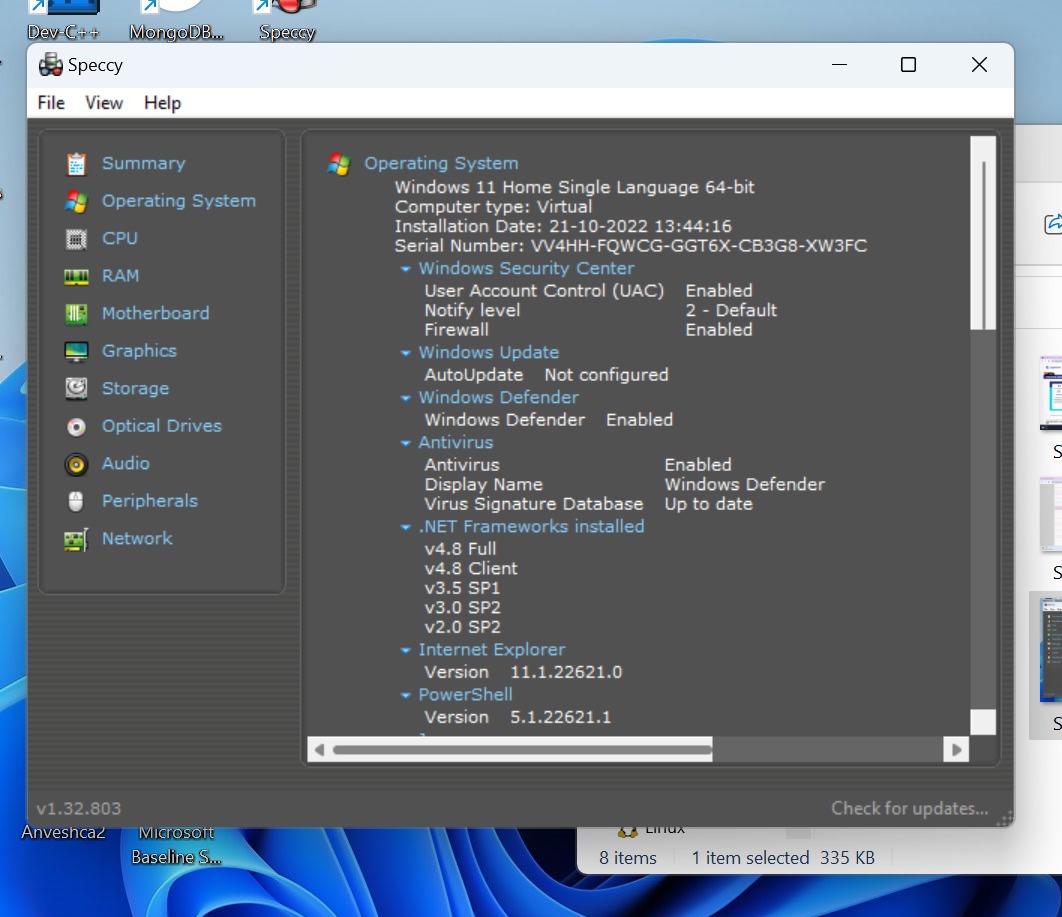 Dev-C++
MongoDB...
Speccy
Speccy
File View Help
Summary
Operating System
CPU
RAM
Motherboard
Graphics
Storage
Optical Drives
Audio
Peripherals
Network
Operating System
Windows 11 Home Single Language 64-bit
Computer type: Virtual
Installation Date: 21-10-2022 13:44:16
Serial Number: VV4HH-FQWCG-GGT6X-CB3G8-XW3FC
Windows Security Center
User Account Control (UAC) Enabled
Notify level 2 - Default
Firewall Enabled
Windows Update
AutoUpdate Not configured
Windows Defender
Windows Defender Enabled
Antivirus
Antivirus Enabled
Display Name Windows Defender
Virus Signature Database Up to date
.NET Frameworks installed
v4.8 Full
v4.8 Client
v3.5 SP1
v3.0 SP2
v2.0 SP2
Internet Explorer
Version 11.1.22621.0
PowerShell
Version 5.1.22621.1
v1.32.803
Check for updates...
Anveshca2
Microsoft
Baseline S...
Linux
8 items
1 item selected 335 KB